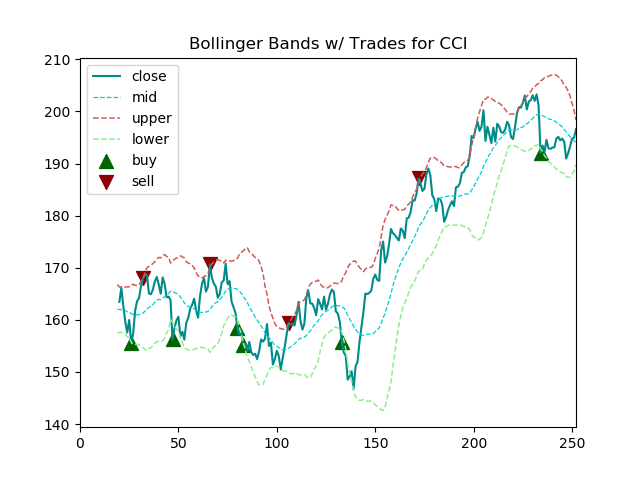 Bollinger Bands w/ Trades for CCI
210
200
190
180
170
160
150
140
0 50 100 150 200 250
close
mid
upper
lower
buy
sell